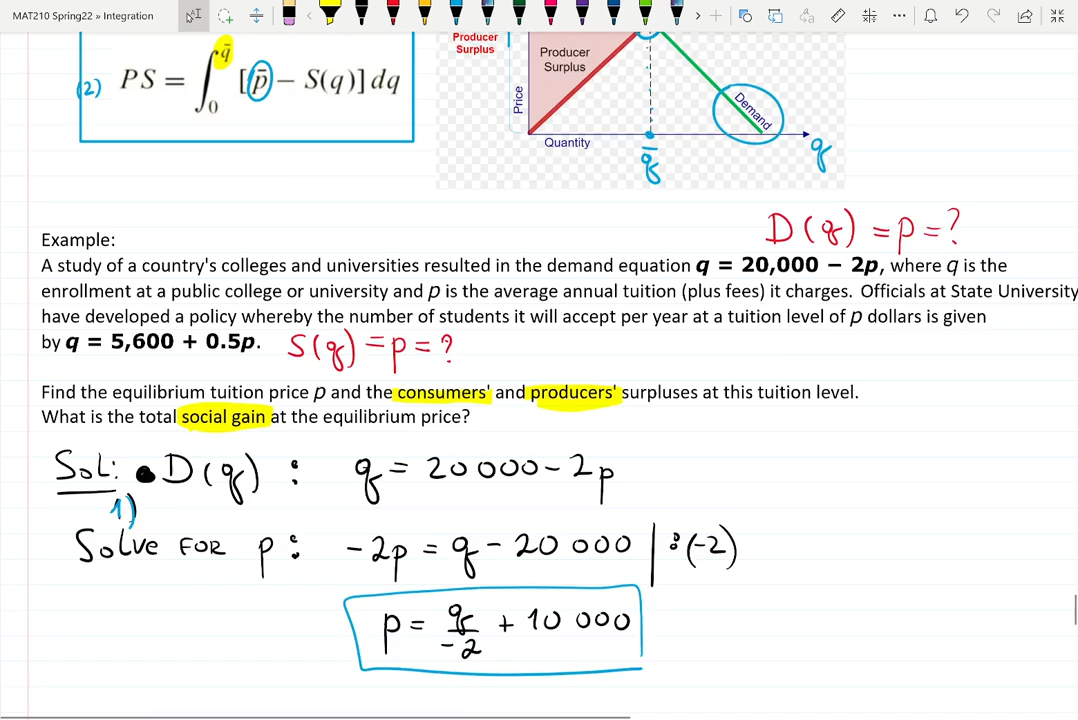 MAT210 Spring22 » Integration
Producer
Surplus
(2) PS = ∫₀^q̄ [p̄ − S(q)] dq
Producer
Surplus
Price
Demand
Quantity
q̄
q
D(q) = p = ?
Example:
A study of a country's colleges and universities resulted in the demand equation q = 20,000 − 2p, where q is the
enrollment at a public college or university and p is the average annual tuition (plus fees) it charges. Officials at State University
have developed a policy whereby the number of students it will accept per year at a tuition level of p dollars is given
by q = 5,600 + 0.5p. S(q) = p = ?
Find the equilibrium tuition price p and the consumers' and producers' surpluses at this tuition level.
What is the total social gain at the equilibrium price?
Sol: • D(q) : q = 20 000 − 2p
1)
Solve FOR p : −2p = q − 20 000 | : (−2)
p = q/−2 + 10 000